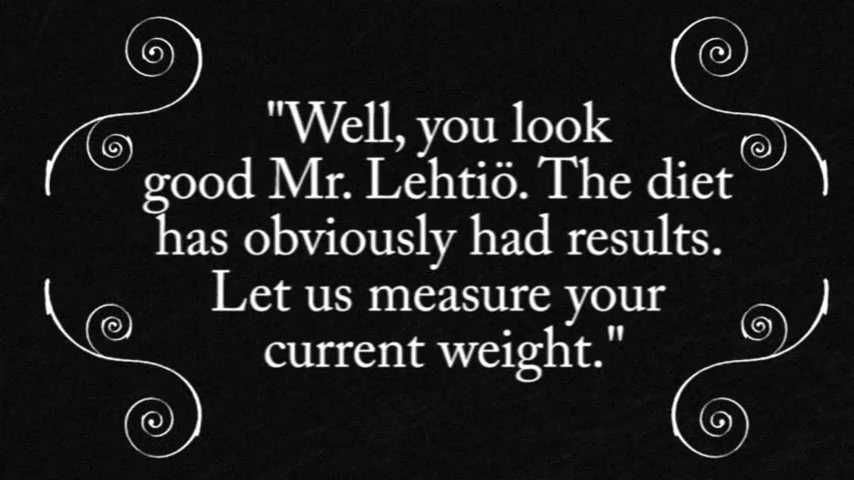 "Well, you look
good Mr. Lehtiö. The diet
has obviously had results.
Let us measure your
current weight."